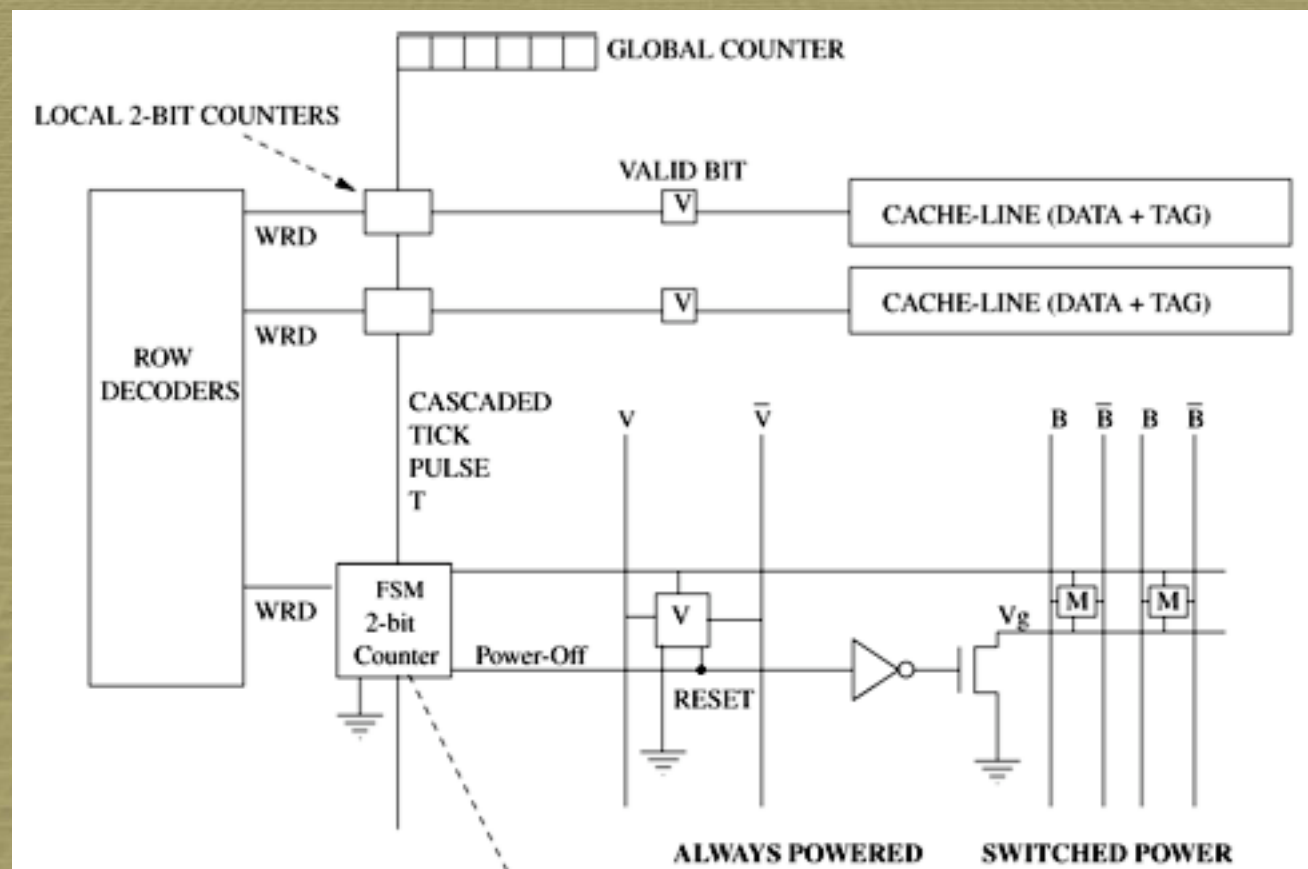 GLOBAL COUNTER
LOCAL 2-BIT COUNTERS
VALID BIT
V
CACHE-LINE (DATA + TAG)
WRD
V
CACHE-LINE (DATA + TAG)
WRD
ROW
DECODERS
CASCADED
TICK
PULSE
T
V
V̅
B
B̅
B
B̅
FSM
2-bit
Counter
WRD
V
M
M
Vg
Power-Off
RESET
ALWAYS POWERED
SWITCHED POWER